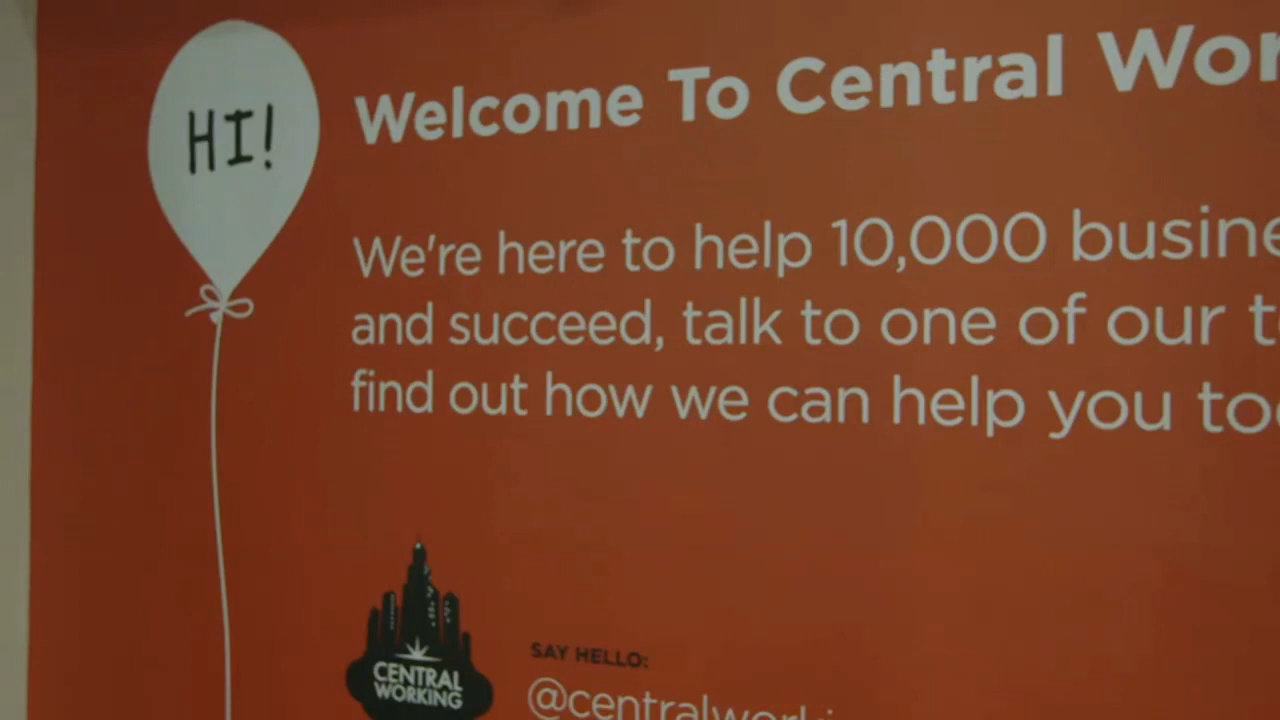 HI!
Welcome To Central
We're here to help 10,000
and succeed, talk to one of our
find out how we can help you
CENTRAL
WORKING
SAY HELLO: